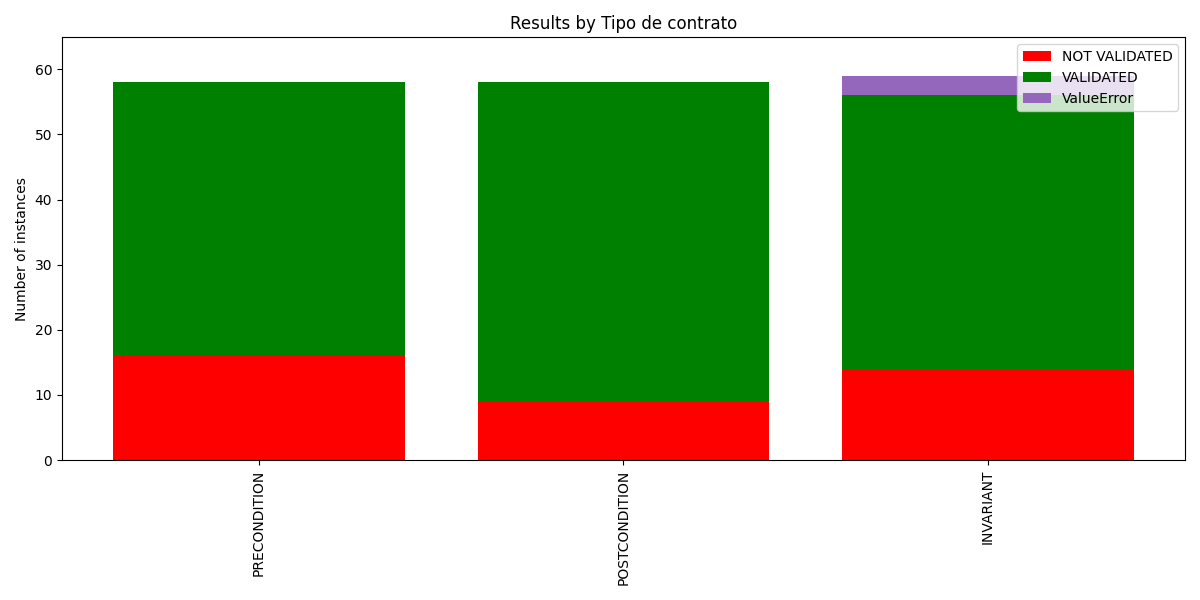 Results by Tipo de contrato
NOT VALIDATED
VALIDATED
ValueError
Number of instances
60
50
40
30
20
10
0
PRECONDITION
POSTCONDITION
INVARIANT